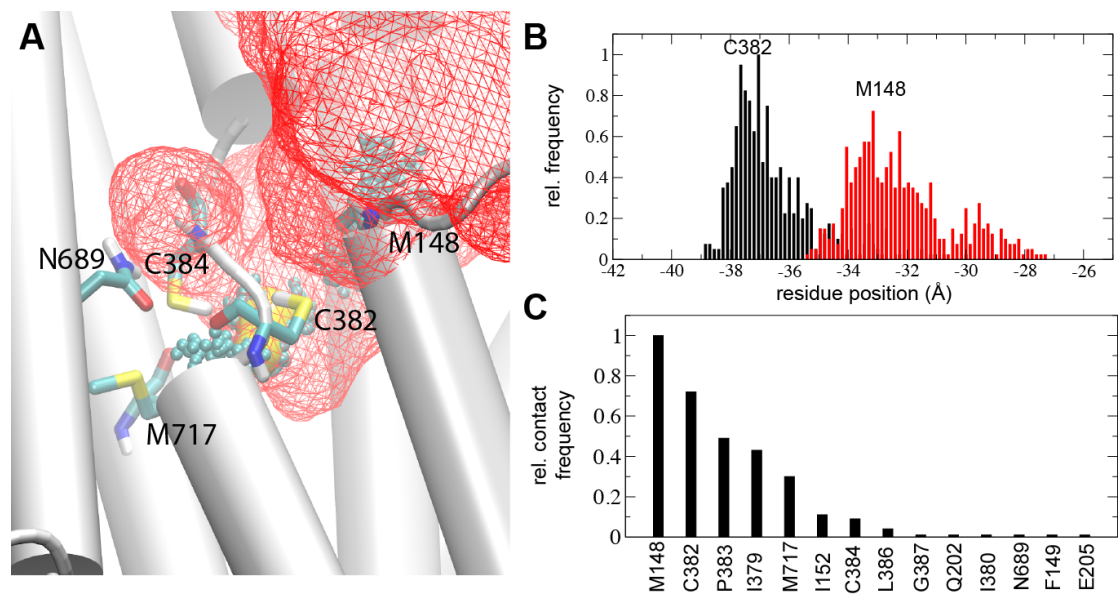 A
N689
C384
M148
C382
M717
B
rel. frequency
1
0.8
0.6
0.4
0.2
0
C382
M148
-42 -40 -38 -36 -34 -32 -30 -28 -26
residue position (Å)
C
rel. contact
frequency
1
0.8
0.6
0.4
0.2
0
M148
C382
P383
I379
M717
I152
C384
L386
G387
Q202
I380
N689
F149
E205